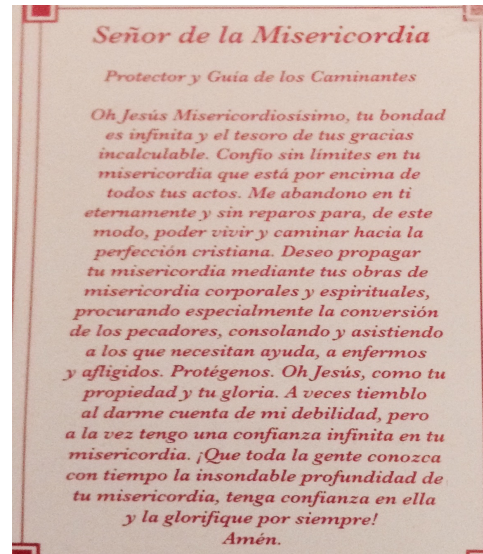 Señor de la Misericordia
Protector y Guía de los Caminantes
Oh Jesús Misericordiosísimo, tu bondad
es infinita y el tesoro de tus gracias
incalculable. Confío sin límites en tu
misericordia que está por encima de
todos tus actos. Me abandono en ti
eternamente y sin reparos para, de este
modo, poder vivir y caminar hacia la
perfección cristiana. Deseo propagar
tu misericordia mediante tus obras de
misericordia corporales y espirituales,
procurando especialmente la conversión
de los pecadores, consolando y asistiendo
a los que necesitan ayuda, a enfermos
y afligidos. Protégenos. Oh Jesús, como tu
propiedad y tu gloria. A veces tiemblo
al darme cuenta de mi debilidad, pero
a la vez tengo una confianza infinita en tu
misericordia. ¡Que toda la gente conozca
con tiempo la insondable profundidad de
tu misericordia, tenga confianza en ella
y la glorifique por siempre!
Amén.